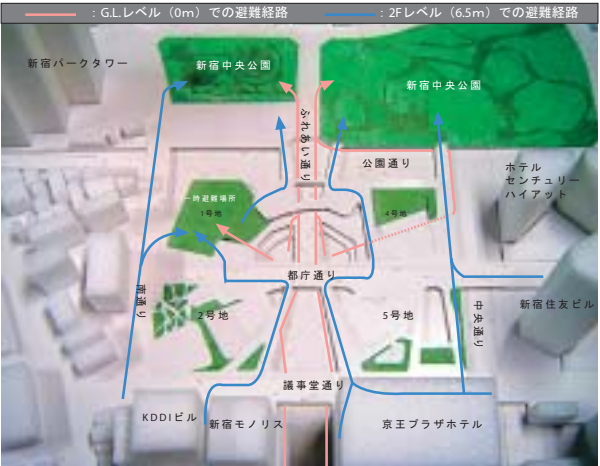 ：G.L.レベル（0m）での避難経路
：2Fレベル（6.5m）での避難経路
新宿パークタワー
新宿中央公園
新宿中央公園
ふれあい通り
公園通り
ホテル
センチュリー
ハイアット
一時避難場所
1号地
4号地
都庁通り
南通り
2号地
5号地
中央通り
新宿住友ビル
議事堂通り
KDDIビル
新宿モノリス
京王プラザホテル